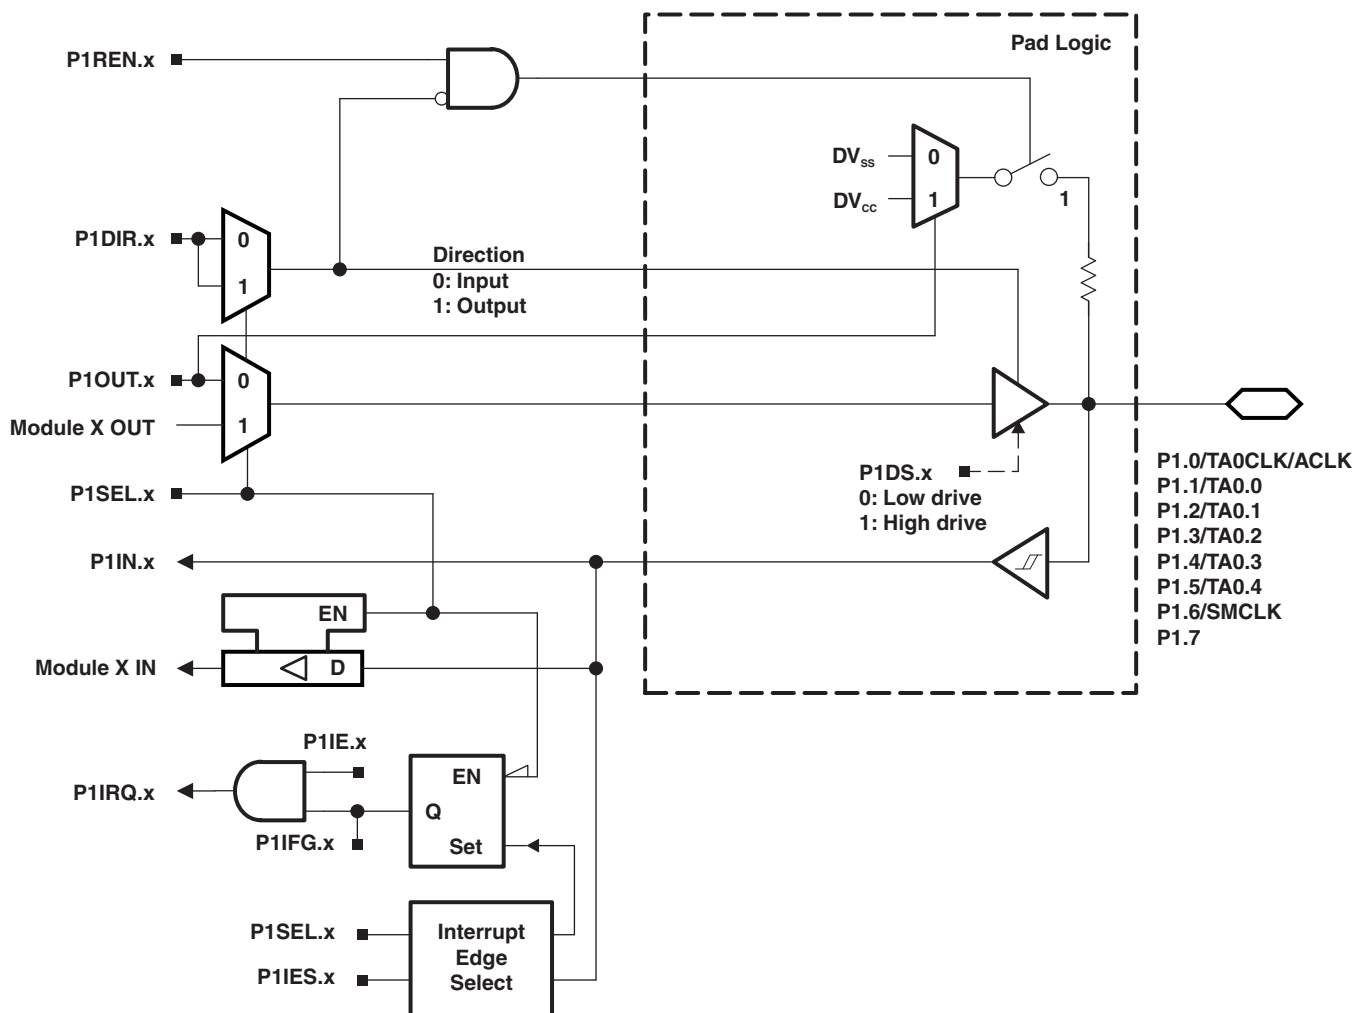 Pad Logic
P1REN.x
DVSS
0
DVCC
1
1
P1DIR.x
0
1
Direction
0: Input
1: Output
P1OUT.x
0
Module X OUT
1
P1SEL.x
P1DS.x
0: Low drive
1: High drive
P1.0/TA0CLK/ACLK
P1.1/TA0.0
P1.2/TA0.1
P1.3/TA0.2
P1.4/TA0.3
P1.5/TA0.4
P1.6/SMCLK
P1.7
P1IN.x
EN
Module X IN
D
P1IE.x
P1IRQ.x
EN
Q
P1IFG.x
Set
P1SEL.x
P1IES.x
Interrupt
Edge
Select